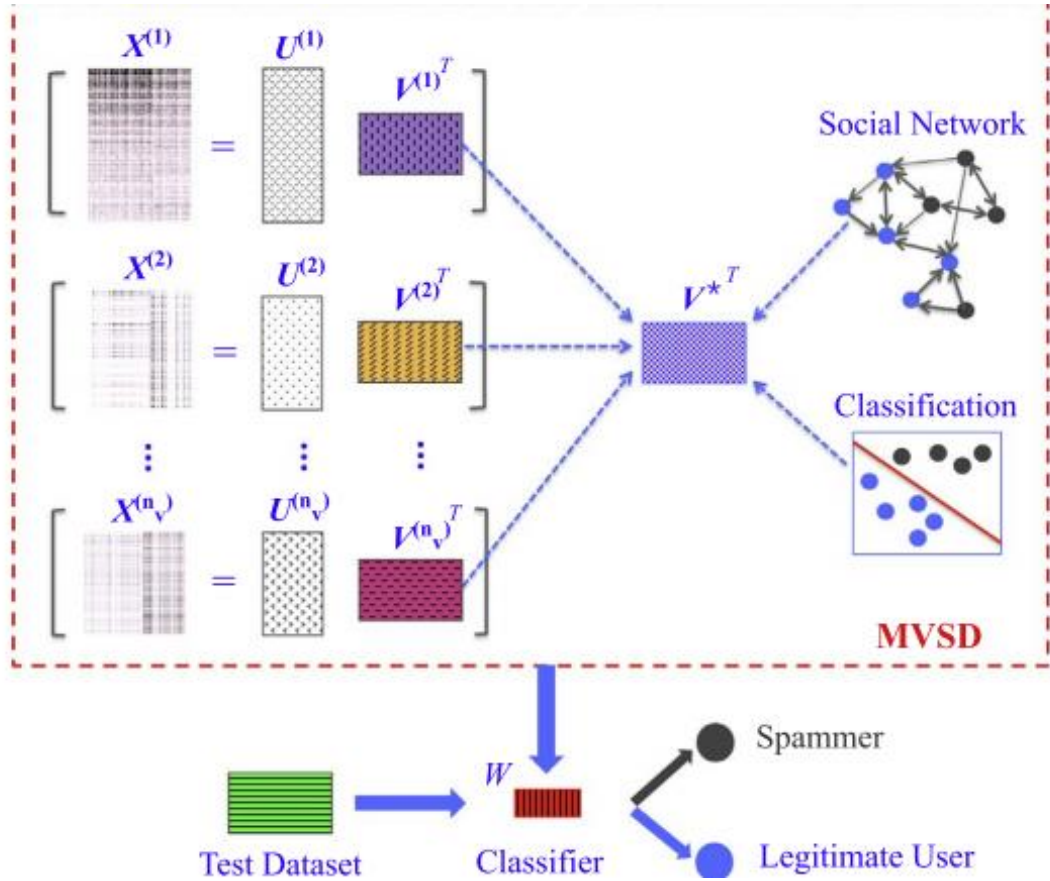 X(1) U(1) V(1)T
=
Social Network
X(2) U(2) V(2)T
=
V⋆T
Classification
⋮ ⋮ ⋮
X(nv) U(nv) V(nv)T
=
MVSD
W
Spammer
Test Dataset
Classifier
Legitimate User